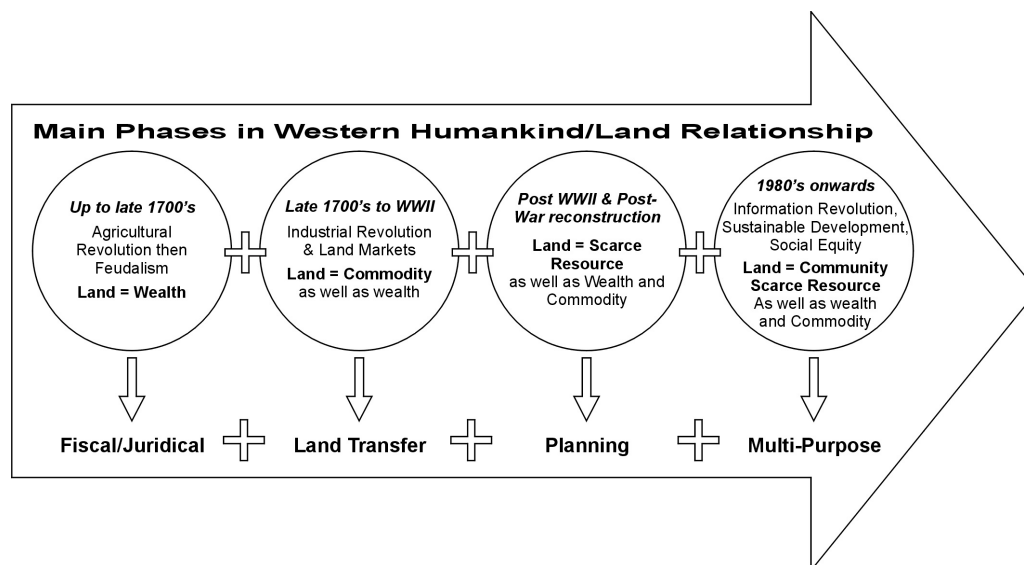 Main Phases in Western Humankind/Land Relationship
Up to late 1700's
Agricultural
Revolution then
Feudalism
Land = Wealth
Late 1700's to WWII
Industrial Revolution
& Land Markets
Land = Commodity
as well as wealth
Post WWII & Post-
War reconstruction
Land = Scarce
Resource
as well as Wealth and
Commodity
1980's onwards
Information Revolution,
Sustainable Development,
Social Equity
Land = Community
Scarce Resource
As well as wealth
and Commodity
Fiscal/Juridical
Land Transfer
Planning
Multi-Purpose